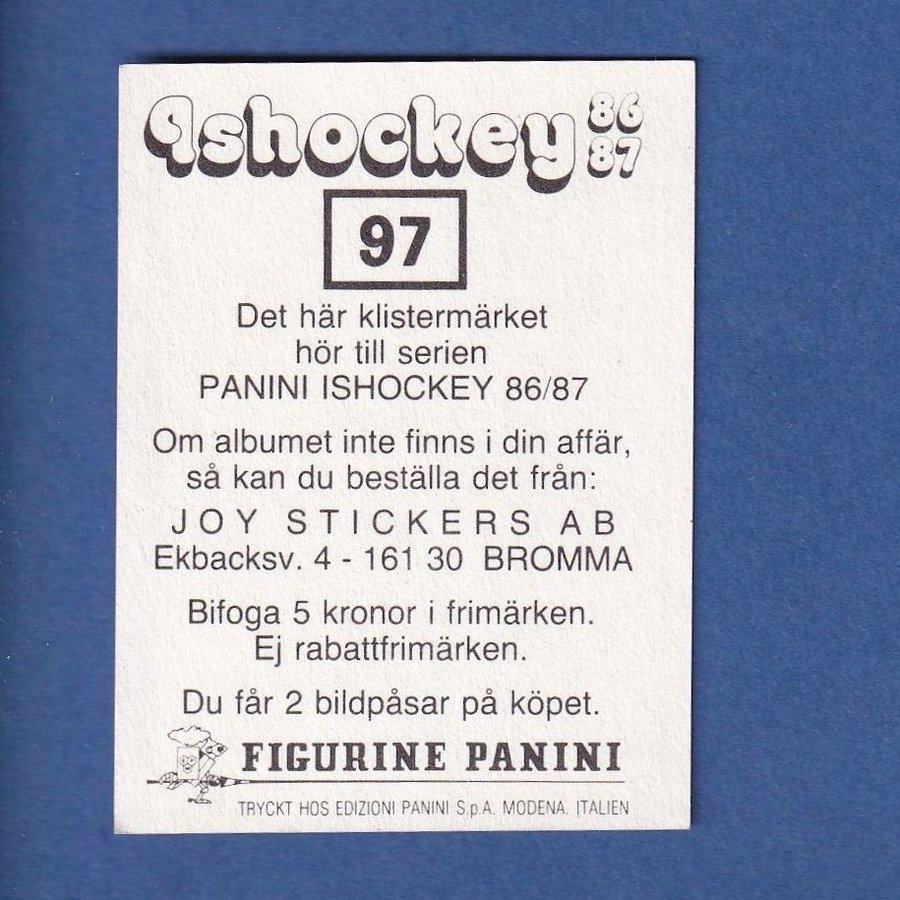 Ishockey 86
87
97
Det här klistermärket
hör till serien
PANINI ISHOCKEY 86/87
Om albumet inte finns i din affär,
så kan du beställa det från:
JOY STICKERS AB
Ekbacksv. 4 - 161 30 BROMMA
Bifoga 5 kronor i frimärken.
Ej rabattfrimärken.
Du får 2 bildpåsar på köpet.
FIGURINE PANINI
TRYCKT HOS EDIZIONI PANINI S.p.A. MODENA. ITALIEN